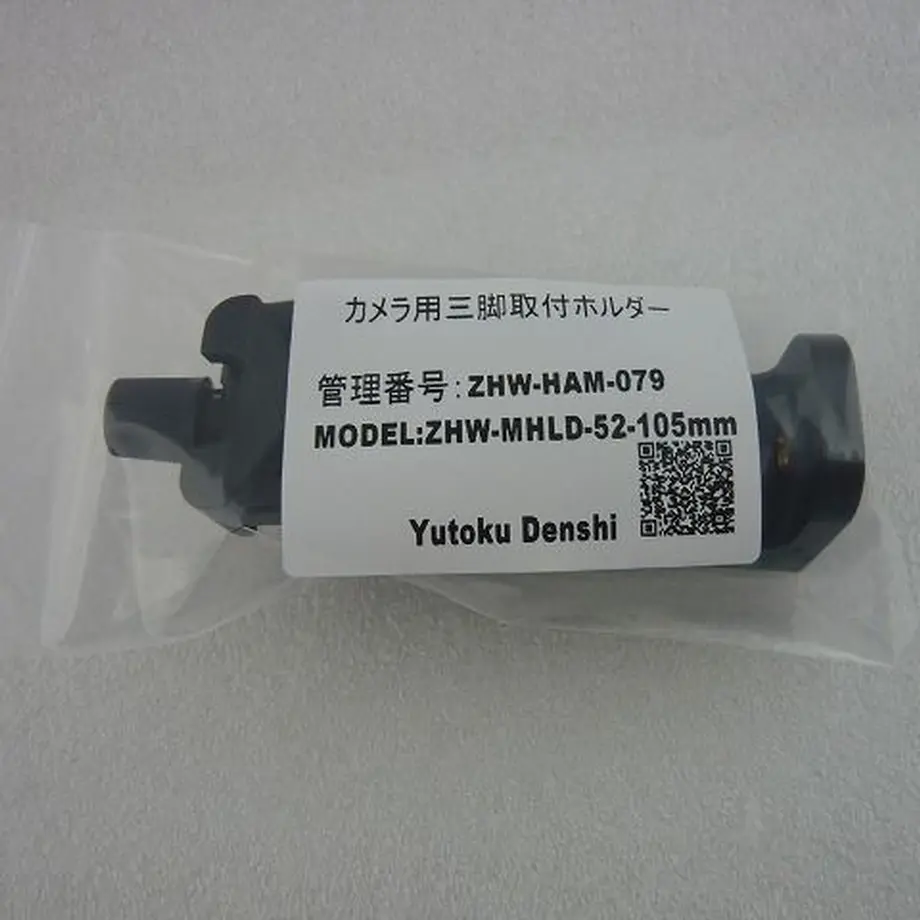 カメラ用三脚取付ホルダー
管理番号:ZHW-HAM-079
MODEL:ZHW-MHLD-52-105mm
Yutoku Denshi